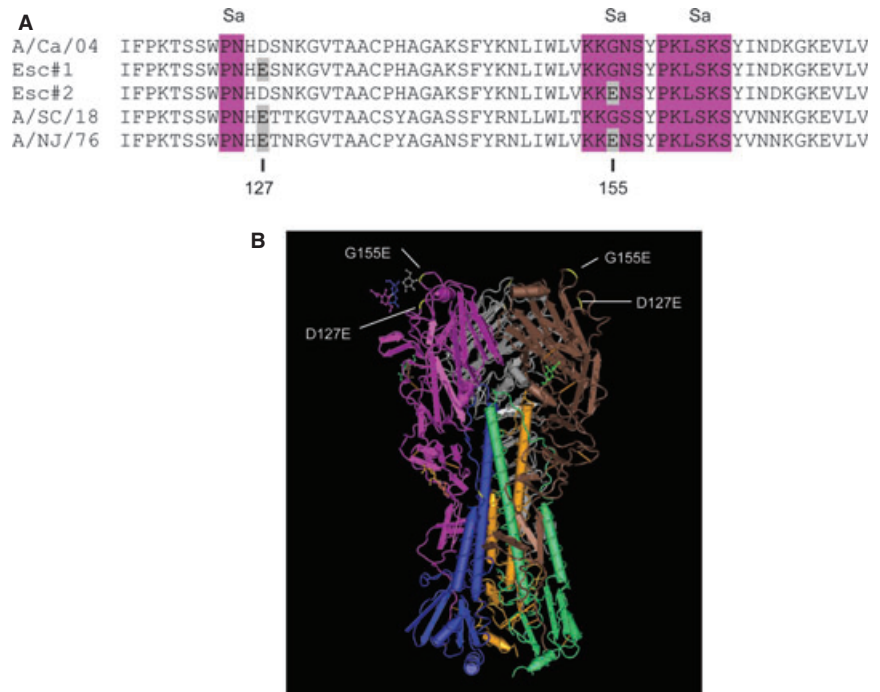 A
Sa Sa Sa
A/Ca/04 IFPKTSSWPNHDSNKGVTAACPHAGAKSFYKNLIWLVKKGNSYPKLSKSYINDKGKEVLV
Esc#1 IFPKTSSWPNHESNKGVTAACPHAGAKSFYKNLIWLVKKGNSYPKLSKSYINDKGKEVLV
Esc#2 IFPKTSSWPNHDSNKGVTAACPHAGAKSFYKNLIWLVKKENSYPKLSKSYINDKGKEVLV
A/SC/18 IFPKTSSWPNHETTKGVTAACSYAGASSFYRNLLWLTKKGSSYPKLSKSYVNNKGKEVLV
A/NJ/76 IFPKTSSWPNHETNRGVTAACPYAGANSFYRNLIWLVKKENSYPKLSKSYVNNKGKEVLV
127 155
B
G155E G155E
D127E D127E